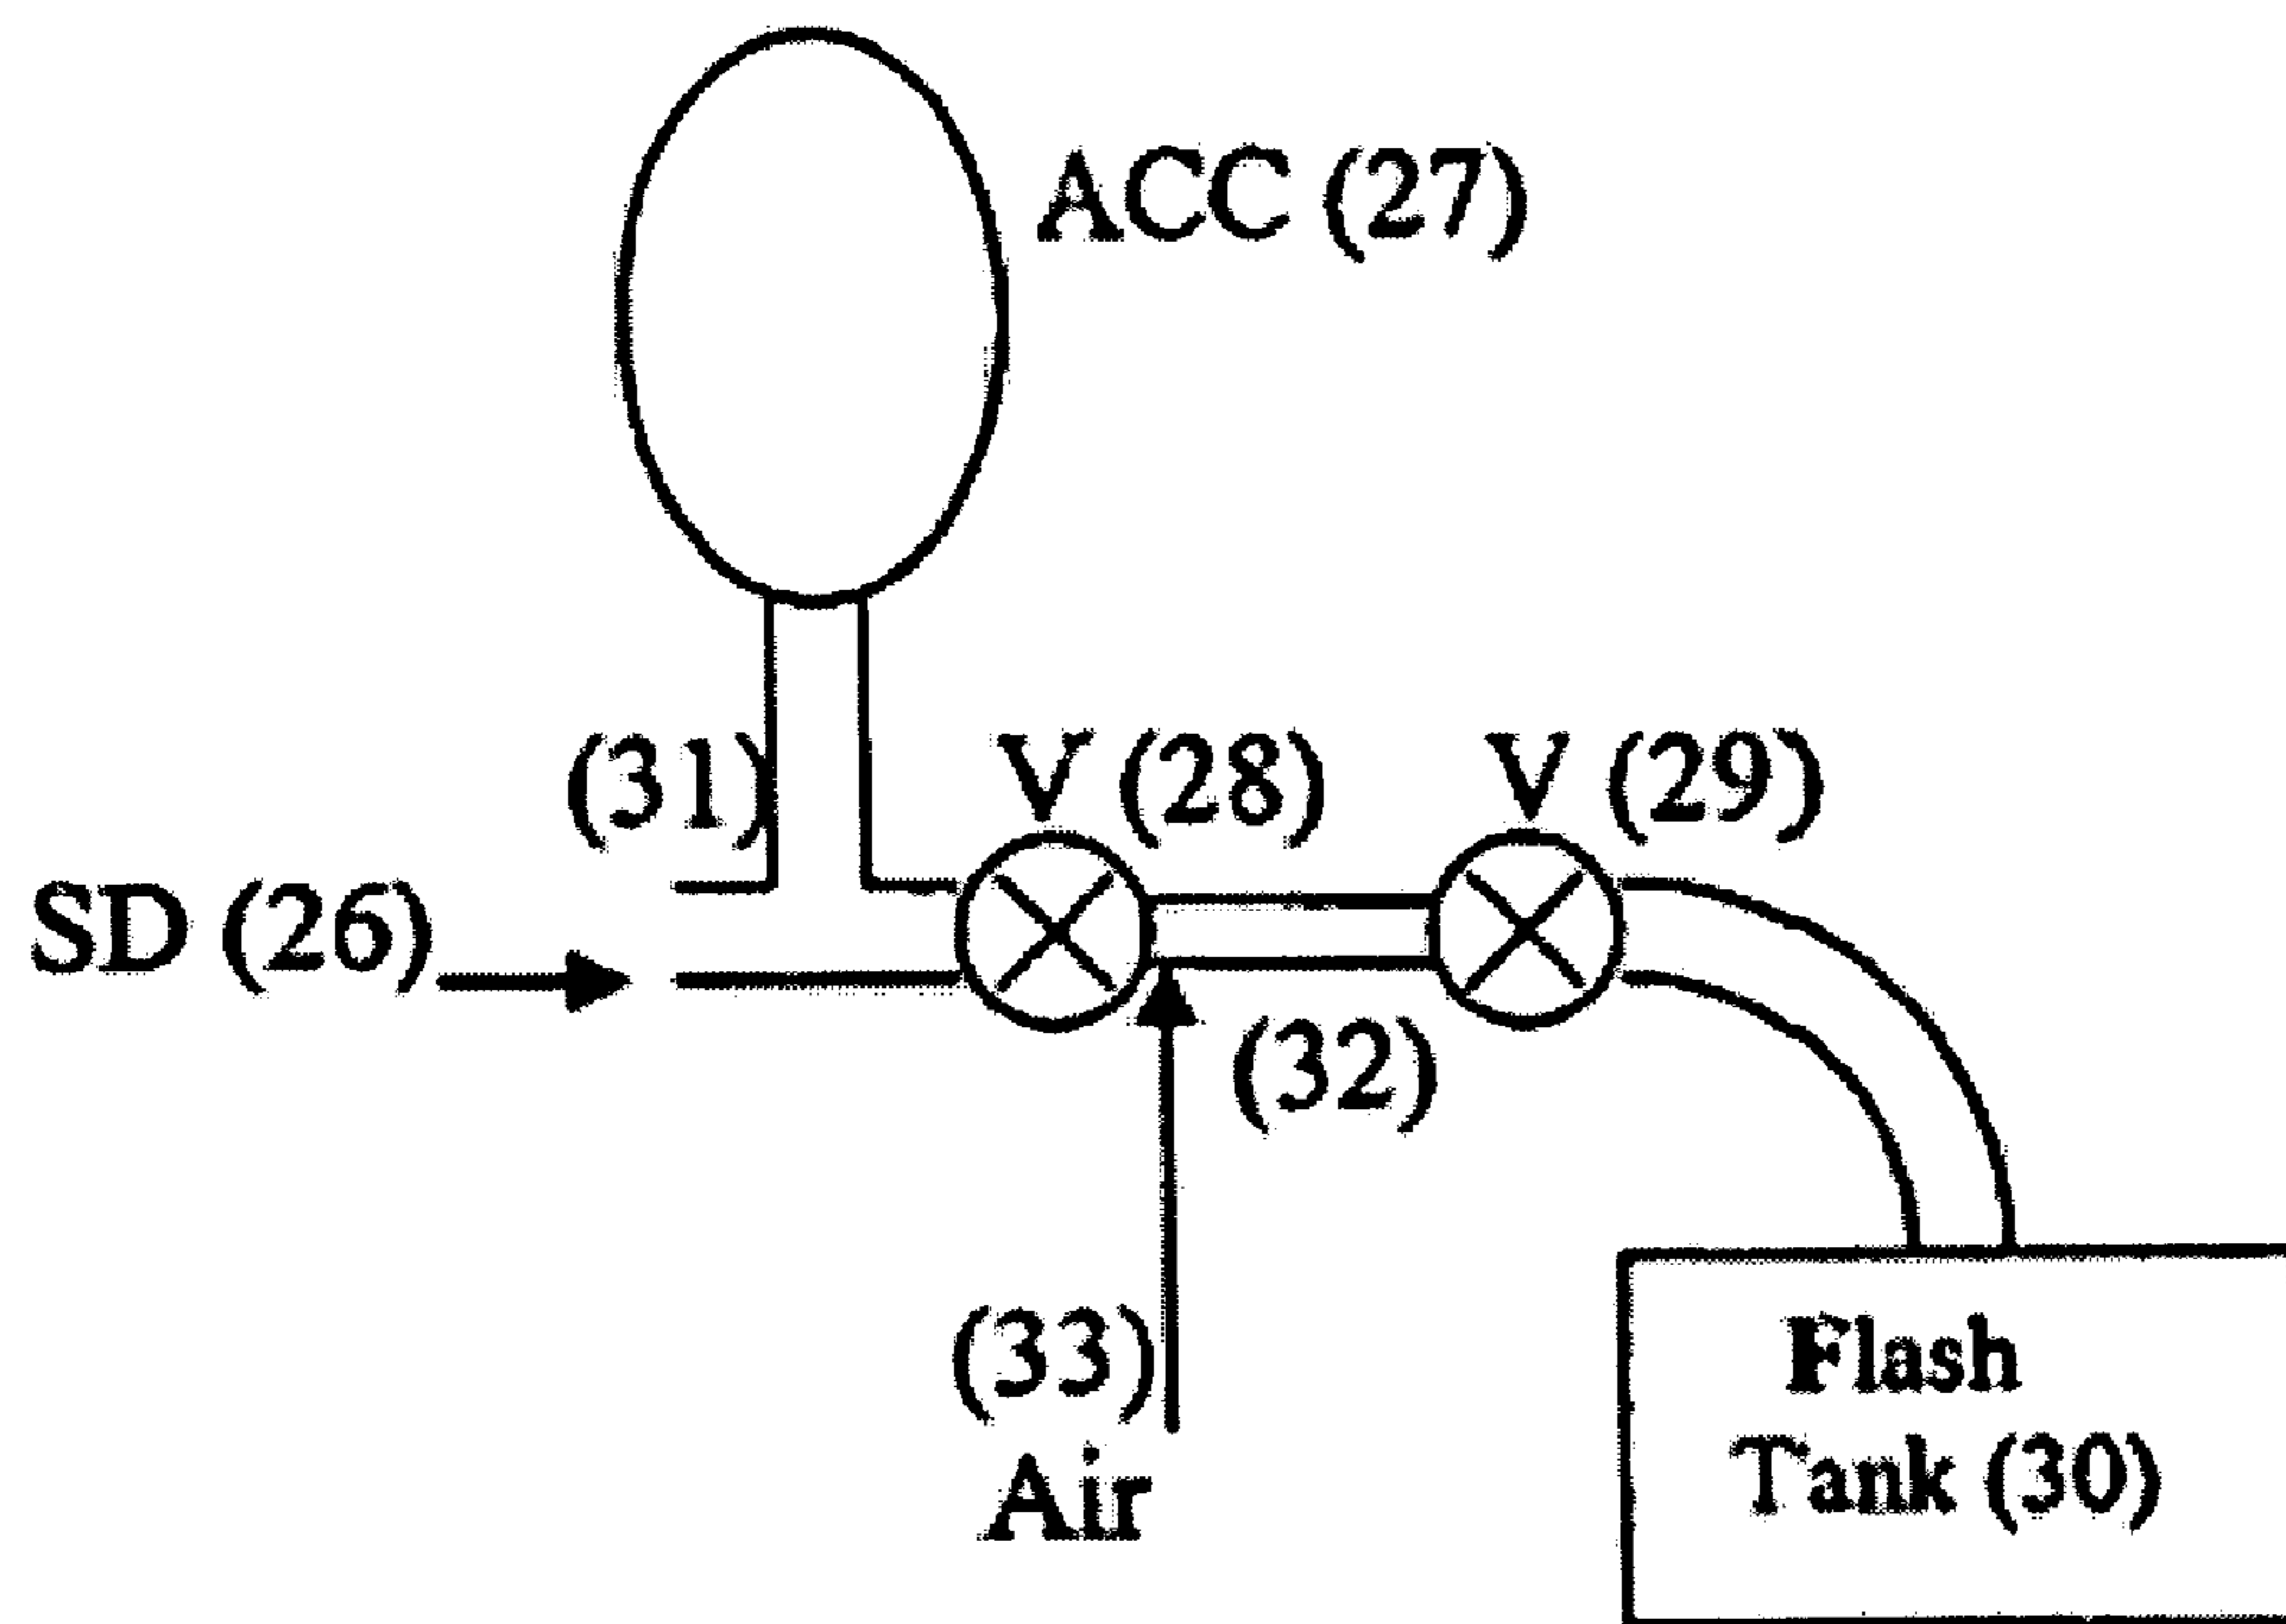 ACC (27)
(31)
V (28)
V (29)
SD (26)
(32)
(33)
Air
Flash
Tank (30)